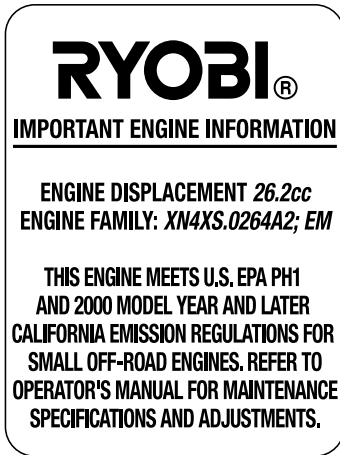 RYOBI®
IMPORTANT ENGINE INFORMATION
ENGINE DISPLACEMENT 26.2cc
ENGINE FAMILY: XN4XS.0264A2; EM
THIS ENGINE MEETS U.S. EPA PH1
AND 2000 MODEL YEAR AND LATER
CALIFORNIA EMISSION REGULATIONS FOR
SMALL OFF-ROAD ENGINES. REFER TO
OPERATOR'S MANUAL FOR MAINTENANCE
SPECIFICATIONS AND ADJUSTMENTS.